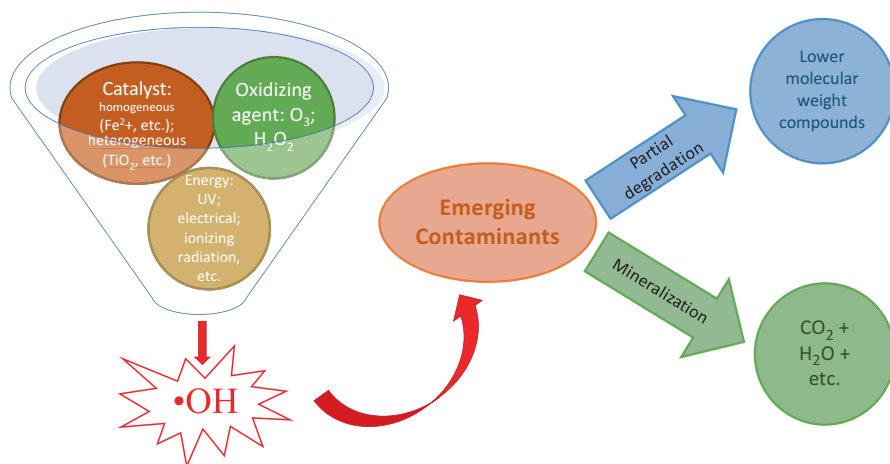 Catalyst:
homogeneous
(Fe²+, etc.);
heterogeneous
(TiO₂, etc.)
Oxidizing
agent: O₃;
H₂O₂
Energy:
UV;
electrical;
ionizing
radiation,
etc.
•OH
Emerging
Contaminants
Partial
degradation
Lower
molecular
weight
compounds
Mineralization
CO₂ +
H₂O +
etc.